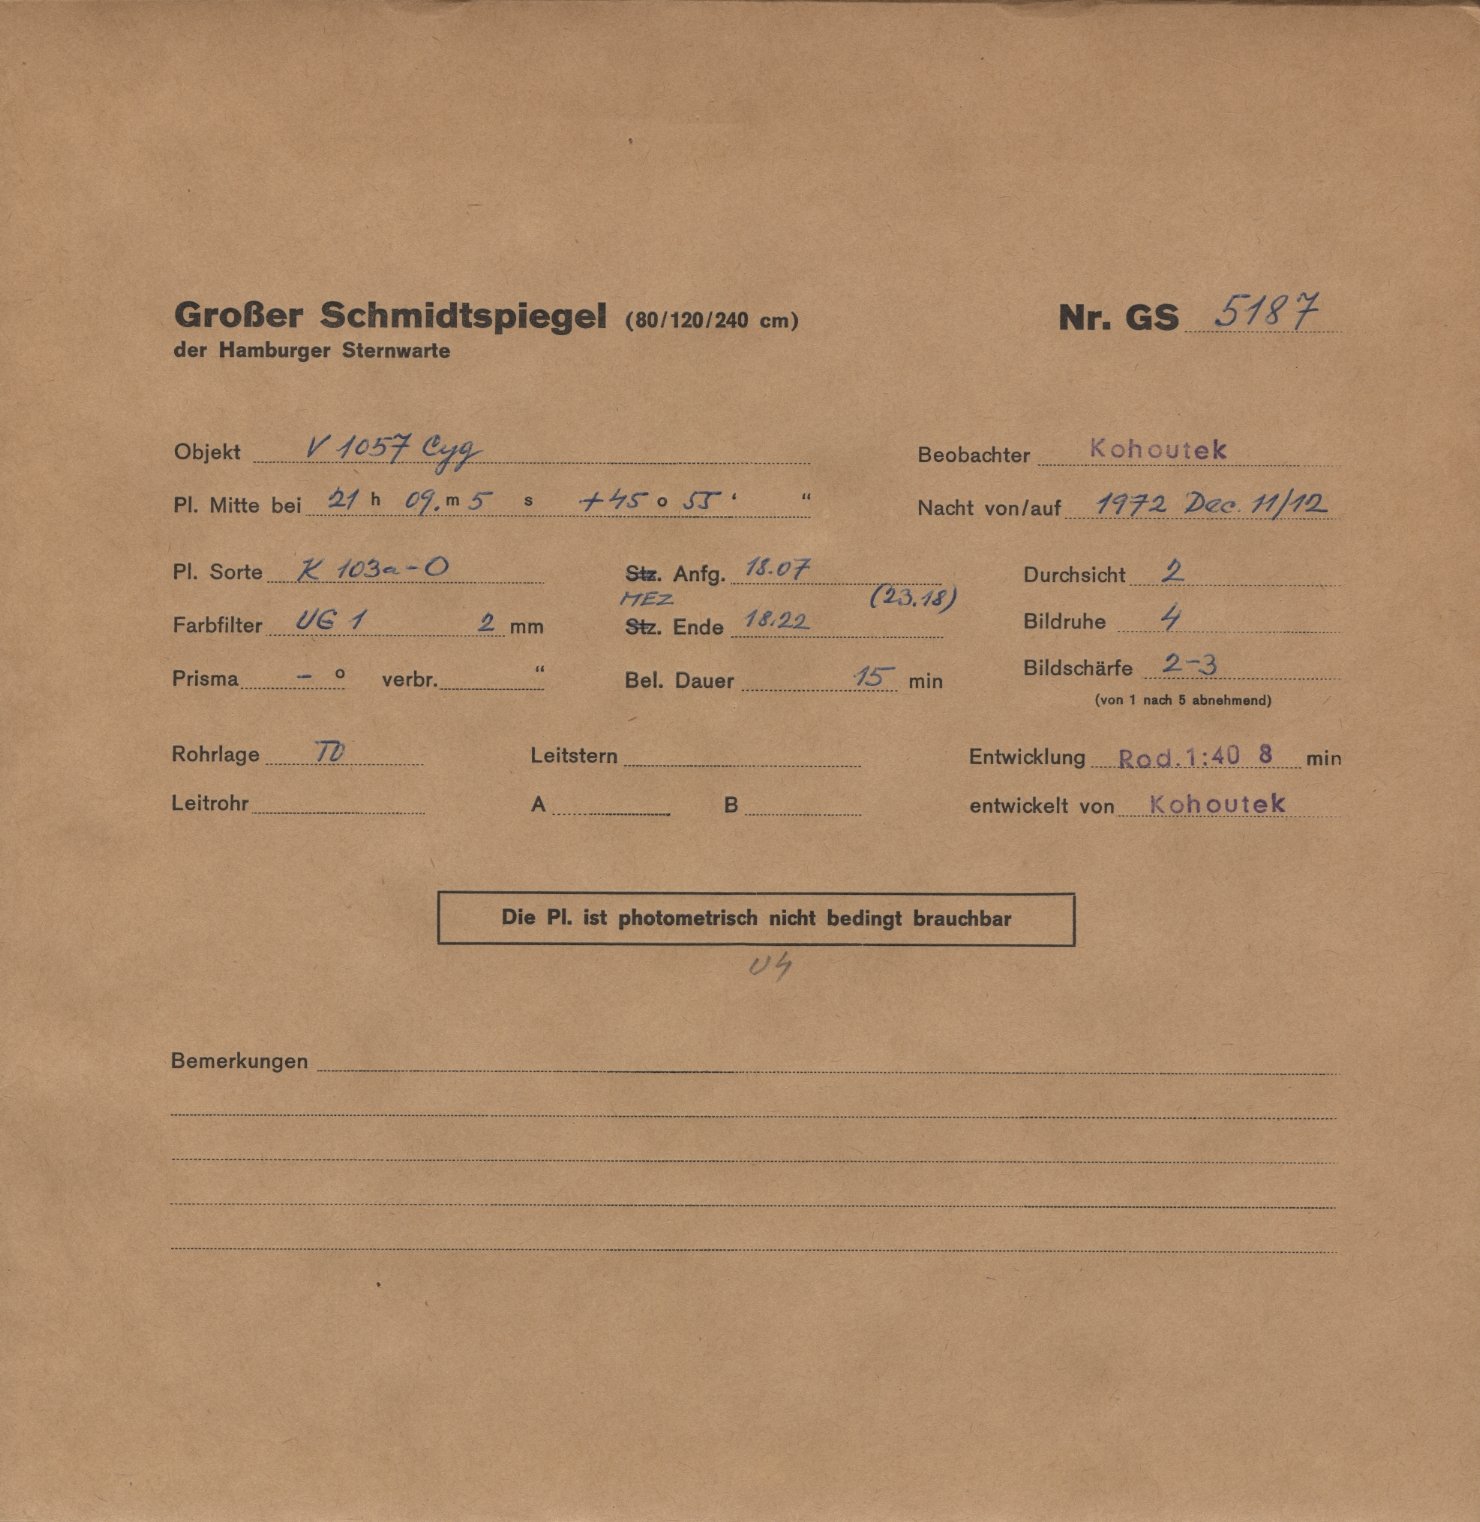 Großer Schmidtspiegel (80/120/240 cm) Nr. GS 5187
der Hamburger Sternwarte
Objekt V 1057 Cyg Beobachter Kohoutek
Pl. Mitte bei 21 h 09. m 5 s +45 o 55 ‘ “ Nacht von/auf 1972 Dec. 11/12
Pl. Sorte K 103a-O Stz. Anfg. 18.07 Durchsicht 2
MEZ (23.18)
Farbfilter UG 1 2 mm Stz. Ende 18.22 Bildruhe 4
Prisma – o verbr. “ Bel. Dauer 15 min Bildschärfe 2-3
(von 1 nach 5 abnehmend)
Rohrlage Leitstern Entwicklung Rod. 1:40 8 min
Leitrohr A B entwickelt von Kohoutek
Die Pl. ist photometrisch nicht bedingt brauchbar
Bemerkungen